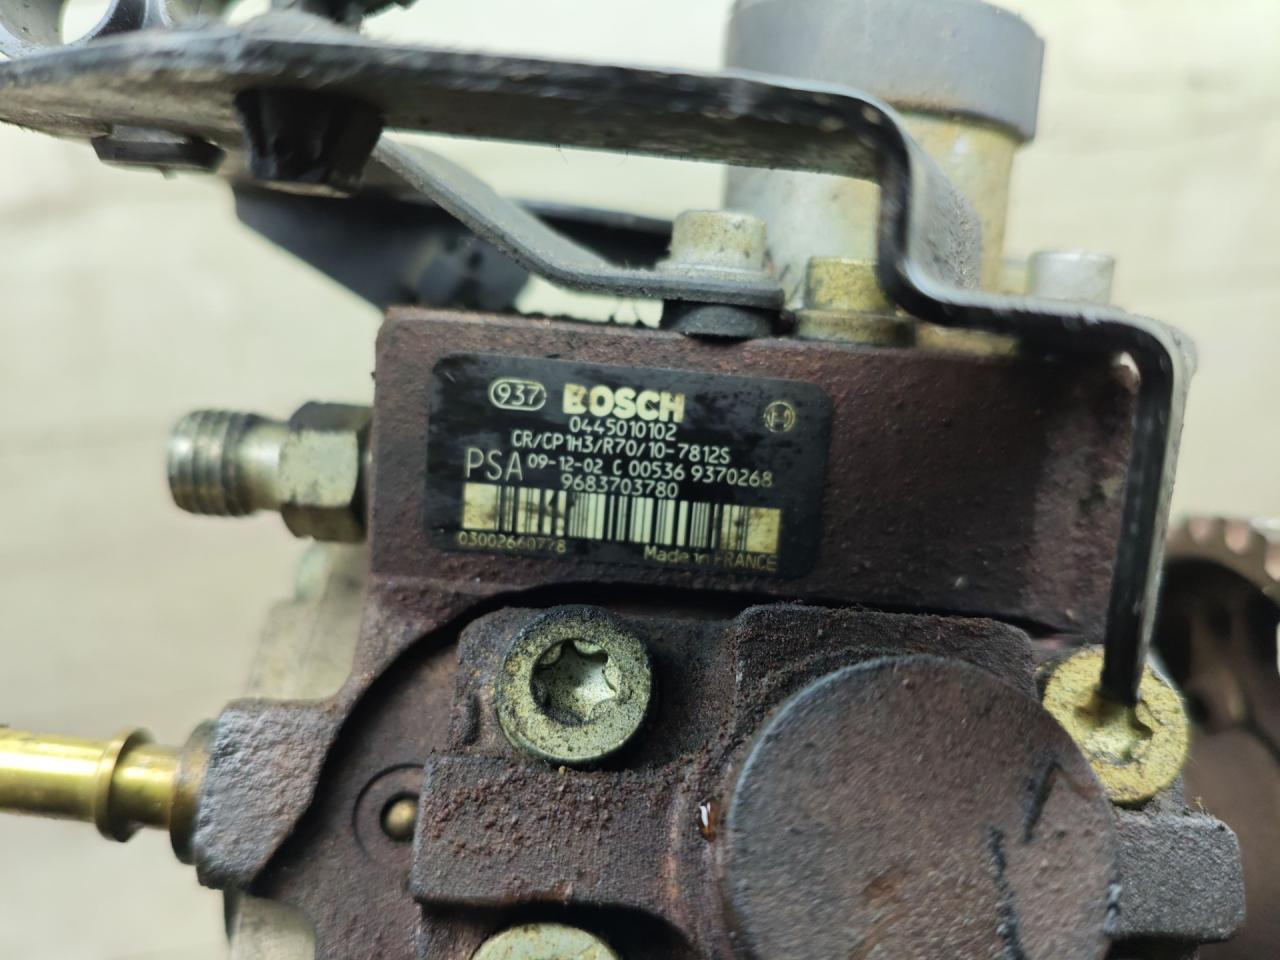 937 BOSCH
0445010102
CR/CP1H3/R70/10-7812S
PSA 09-12-02 C 00536 9370268
9683703780
03002660778 Made in FRANCE